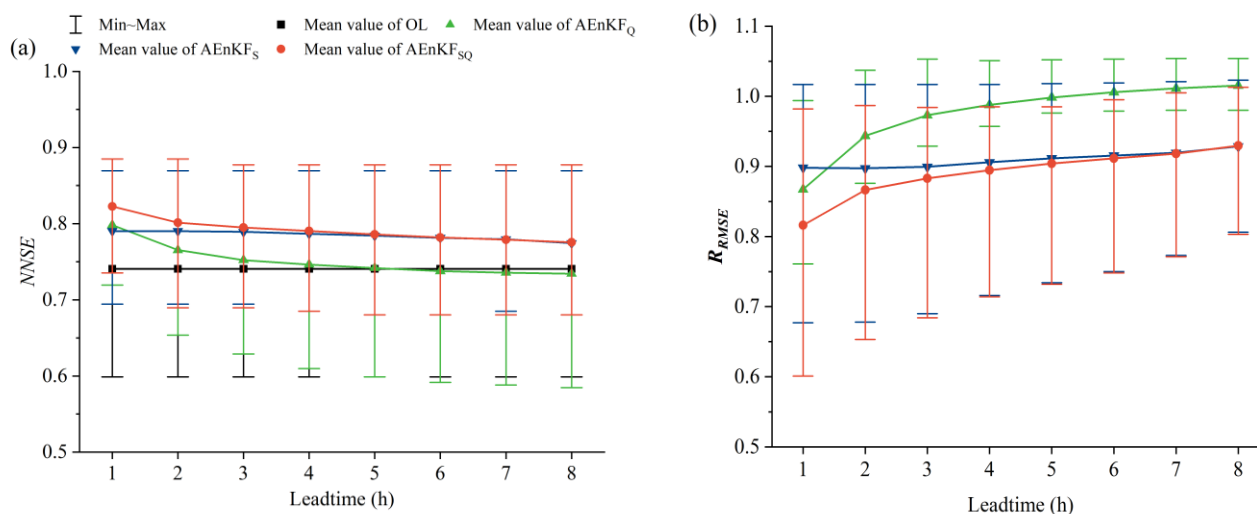 (a)
Min~Max
Mean value of OL
Mean value of AEnKF_Q
Mean value of AEnKF_S
Mean value of AEnKF_SQ
1.0
0.9
0.8
0.7
0.6
0.5
NNSE
1 2 3 4 5 6 7 8
Leadtime (h)
(b)
1.1
1.0
0.9
0.8
0.7
0.6
0.5
R_RMSE
1 2 3 4 5 6 7 8
Leadtime (h)